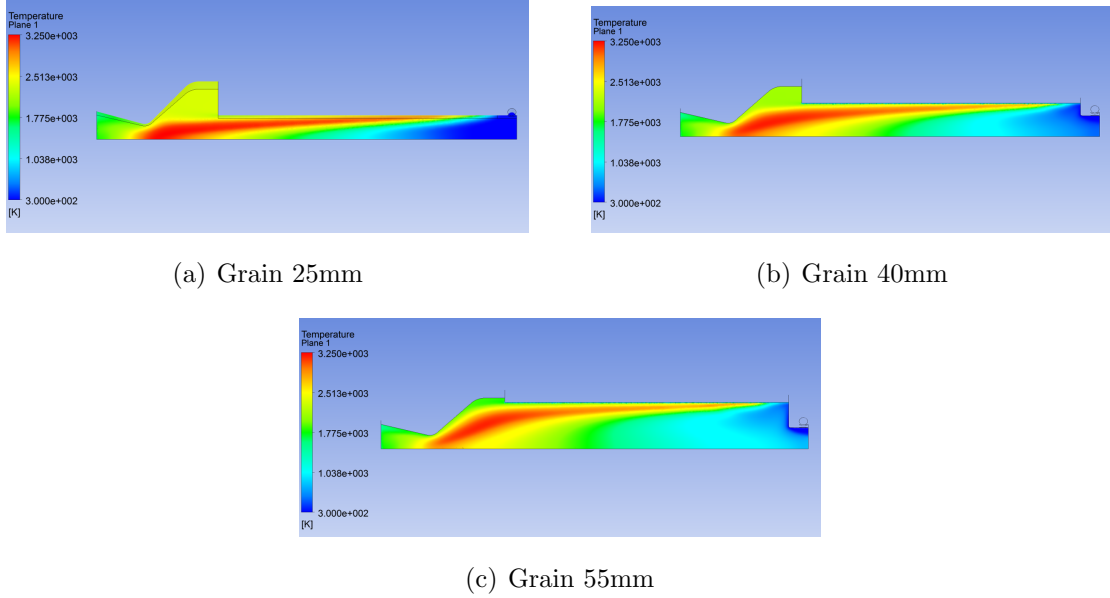 Temperature
Plane 1
3.250e+003
2.513e+003
1.775e+003
1.038e+003
3.000e+002
[K]
(a) Grain 25mm
Temperature
Plane 1
3.250e+003
2.513e+003
1.775e+003
1.038e+003
3.000e+002
[K]
(b) Grain 40mm
Temperature
Plane 1
3.250e+003
2.513e+003
1.775e+003
1.038e+003
3.000e+002
[K]
(c) Grain 55mm